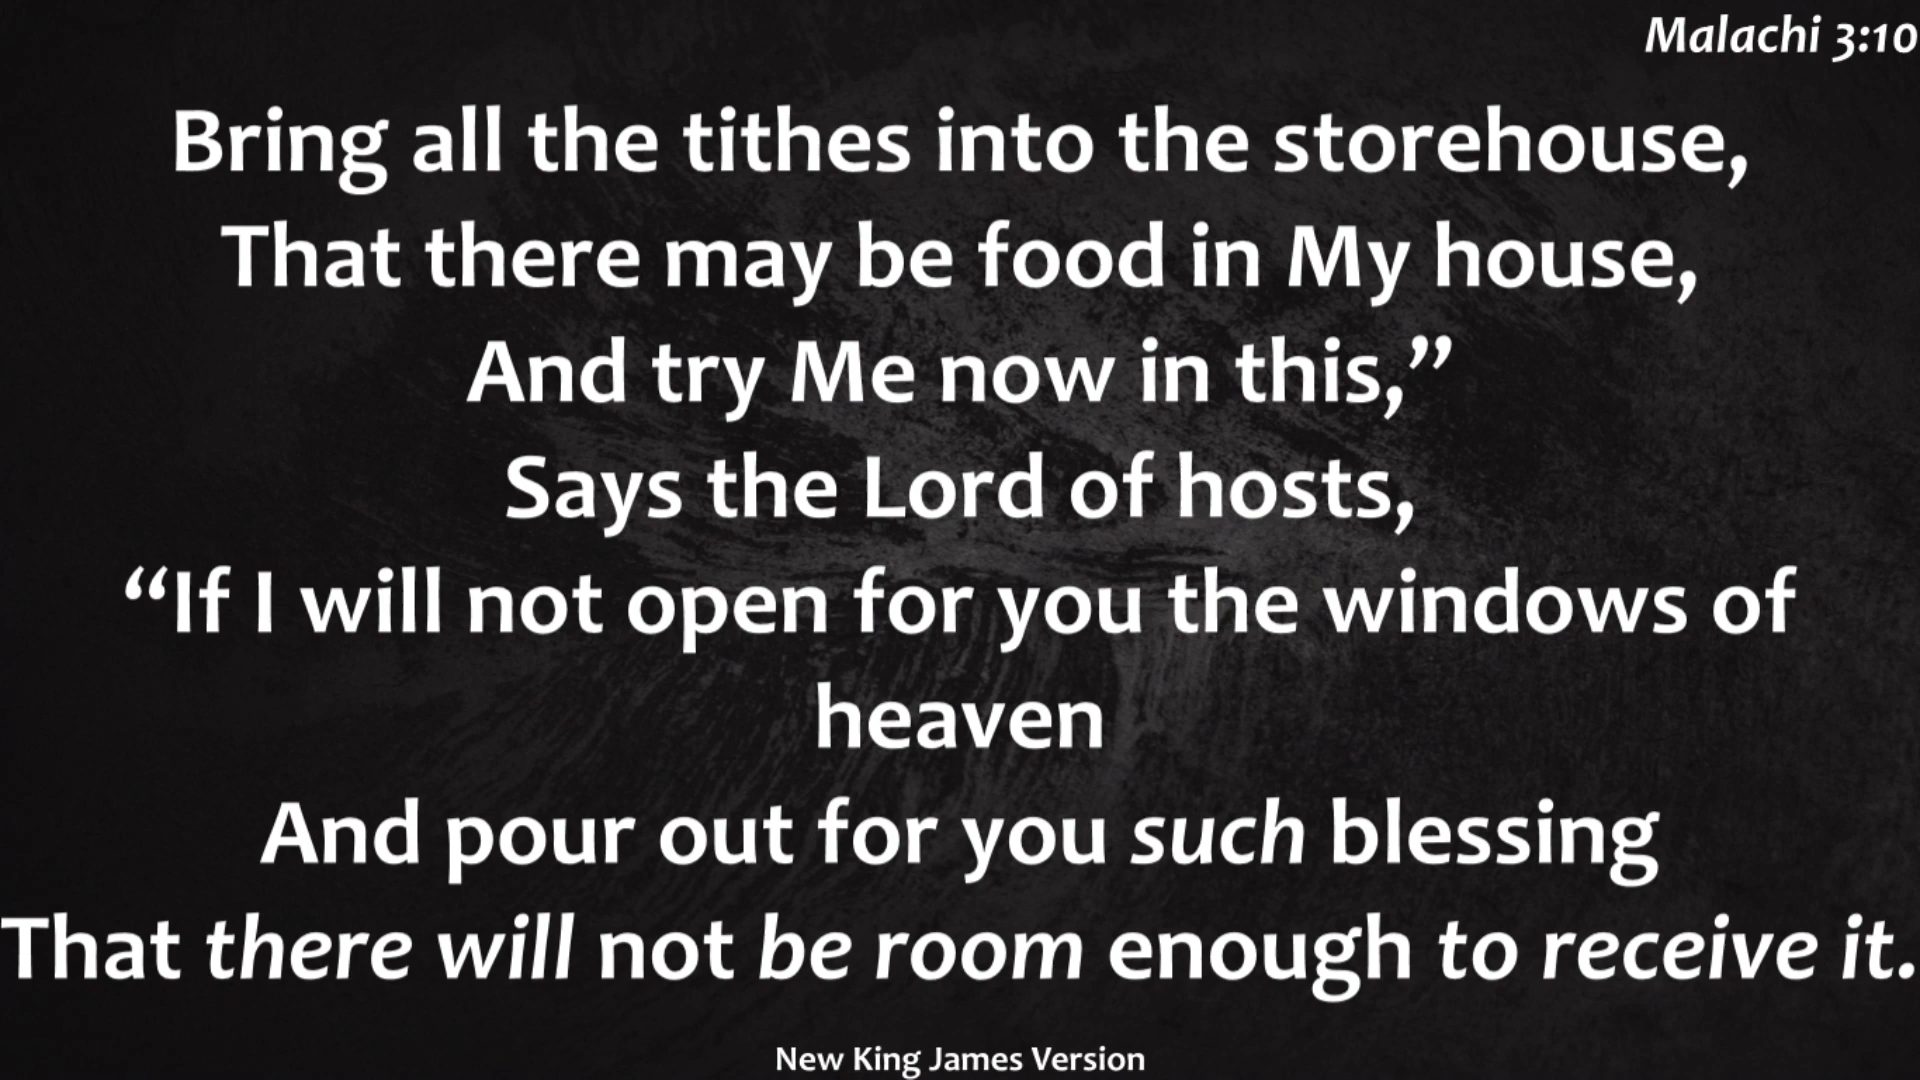 Malachi 3:10
Bring all the tithes into the storehouse,
That there may be food in My house,
And try Me now in this,”
Says the Lord of hosts,
“If I will not open for you the windows of
heaven
And pour out for you such blessing
That there will not be room enough to receive it.
New King James Version